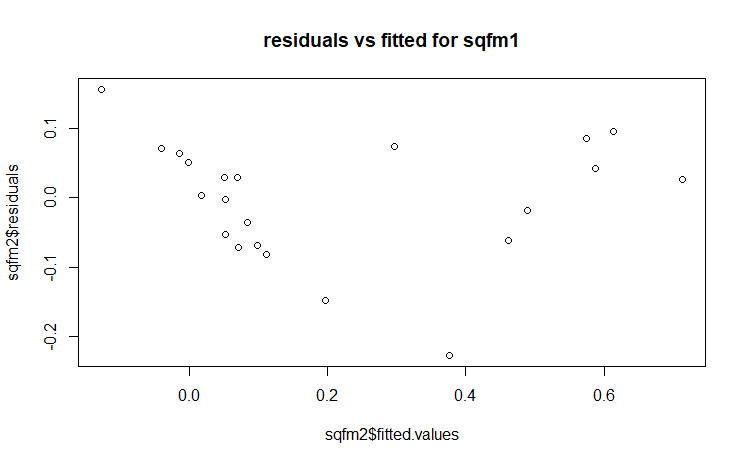 residuals vs fitted for sqfm1
sqfm2$residuals
0.1
0.0
-0.1
-0.2
0.0 0.2 0.4 0.6
sqfm2$fitted.values